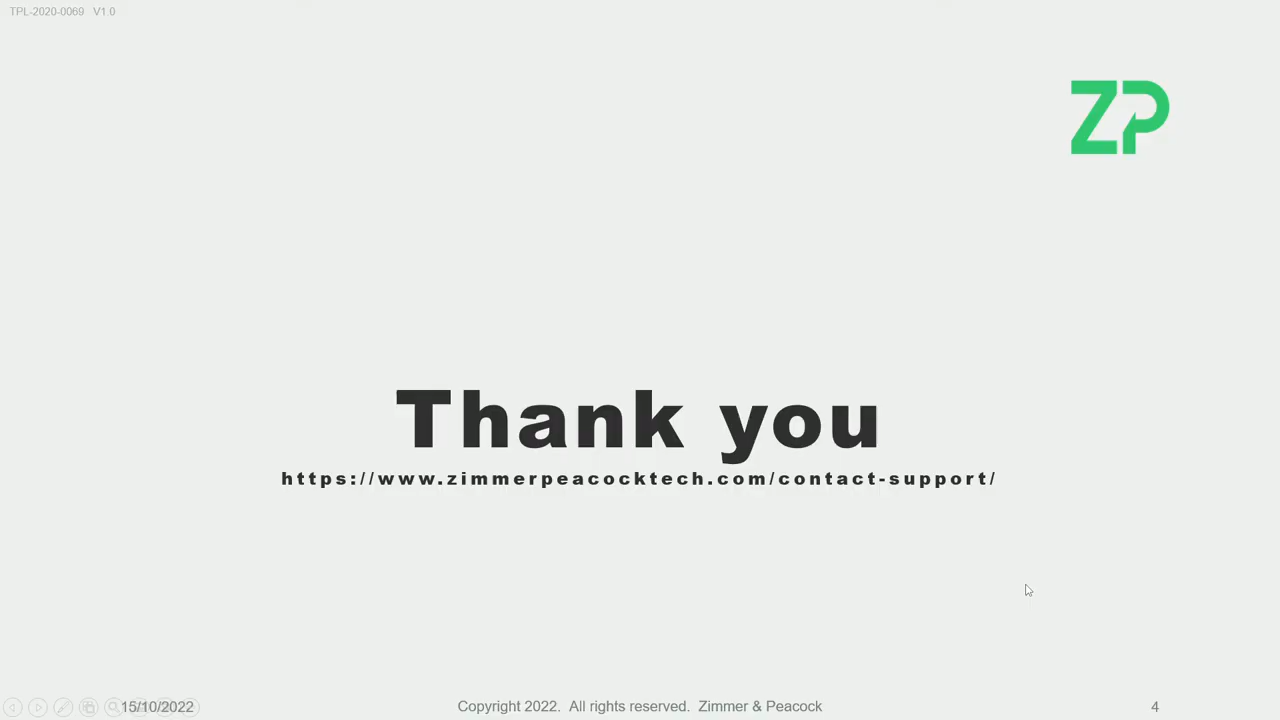 TPL-2020-0069 V1.0
ZP
Thank you
https://www.zimmerpeacocktech.com/contact-support/
15/10/2022
Copyright 2022. All rights reserved. Zimmer & Peacock
4